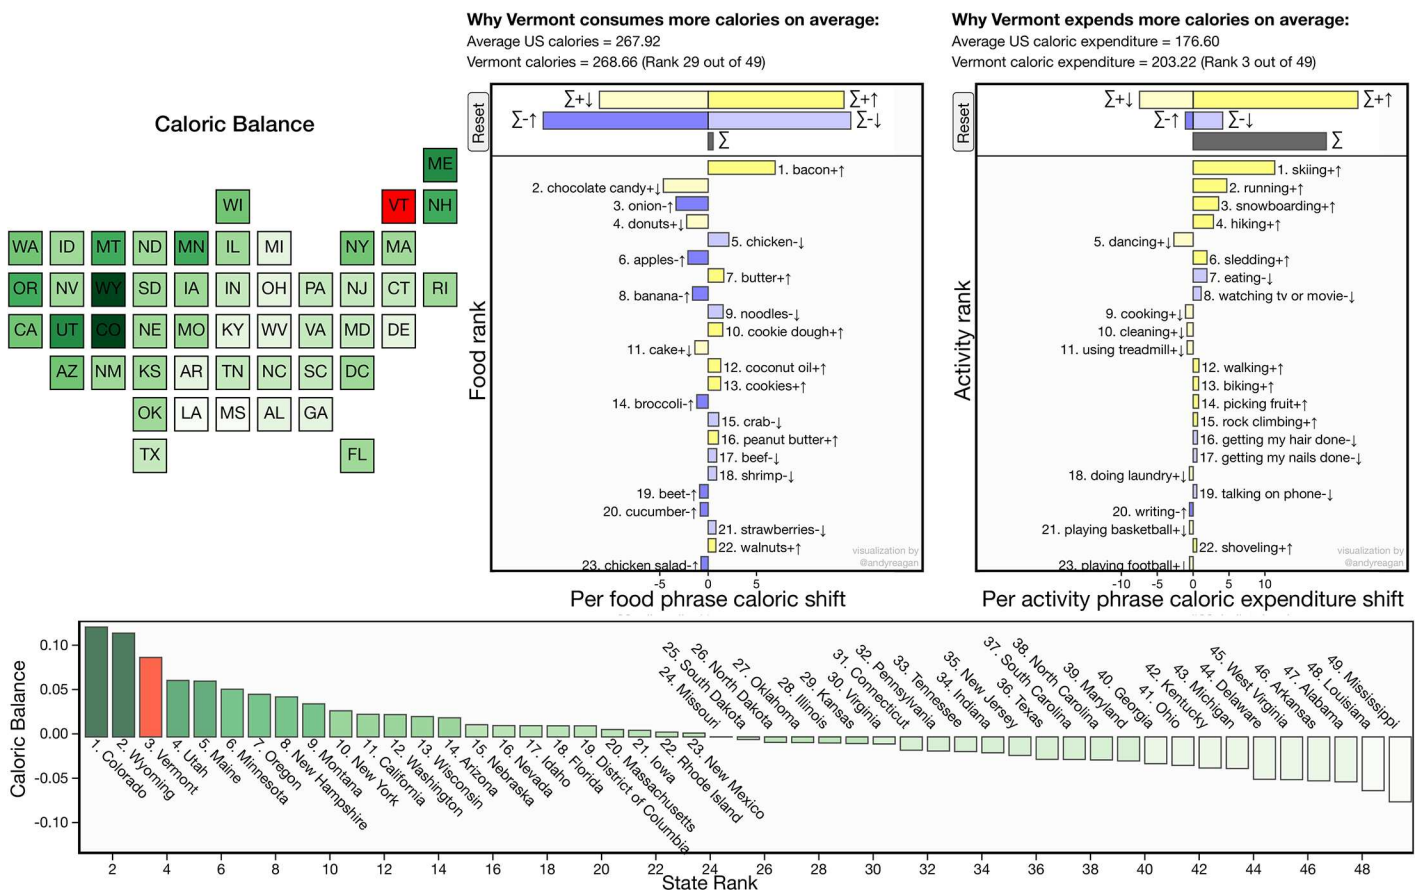 Caloric Balance
ME
WI
VT
NH
WA
ID
MT
ND
MN
IL
MI
NY
MA
OR
NV
WY
SD
IA
IN
OH
PA
NJ
CT
RI
CA
UT
CO
NE
MO
KY
WV
VA
MD
DE
AZ
NM
KS
AR
TN
NC
SC
DC
OK
LA
MS
AL
GA
TX
FL
Why Vermont consumes more calories on average:
Average US calories = 267.92
Vermont calories = 268.66 (Rank 29 out of 49)
Reset
∑+↓
∑+↑
∑-↑
∑-↓
∑
Food rank
1. bacon+↑
2. chocolate candy+↓
3. onion-↑
4. donuts+↓
5. chicken-↓
6. apples-↑
7. butter+↑
8. banana-↑
9. noodles-↓
10. cookie dough+↑
11. cake+↓
12. coconut oil+↑
13. cookies+↑
14. broccoli-↑
15. crab-↓
16. peanut butter+↑
17. beef-↓
18. shrimp-↓
19. beet-↑
20. cucumber-↑
21. strawberries-↓
22. walnuts+↑
23. chicken salad-↑
visualization by
@andyreagan
-5 0 5
Per food phrase caloric shift
Why Vermont expends more calories on average:
Average US caloric expenditure = 176.60
Vermont caloric expenditure = 203.22 (Rank 3 out of 49)
Reset
∑+↓
∑+↑
∑-↑
∑-↓
∑
Activity rank
1. skiing+↑
2. running+↑
3. snowboarding+↑
4. hiking+↑
5. dancing+↓
6. sledding+↑
7. eating-↓
8. watching tv or movie-↓
9. cooking+↓
10. cleaning+↓
11. using treadmill+↓
12. walking+↑
13. biking+↑
14. picking fruit+↑
15. rock climbing+↑
16. getting my hair done-↓
17. getting my nails done-↓
18. doing laundry+↓
19. talking on phone-↓
20. writing-↑
21. playing basketball+↓
22. shoveling+↑
23. playing football+↓
visualization by
@andyreagan
-10 -5 0 5 10
Per activity phrase caloric expenditure shift
Caloric Balance
0.10
0.05
0.00
-0.05
-0.10
1. Colorado
2. Wyoming
3. Vermont
4. Utah
5. Maine
6. Minnesota
7. Oregon
8. New Hampshire
9. Montana
10. New York
11. California
12. Washington
13. Wisconsin
14. Arizona
15. Nebraska
16. Nevada
17. Idaho
18. Florida
19. District of Columbia
20. Massachusetts
21. Iowa
22. Rhode Island
23. New Mexico
24. Missouri
25. South Dakota
26. North Dakota
27. Oklahoma
28. Illinois
29. Kansas
30. Virginia
31. Connecticut
32. Pennsylvania
33. Tennessee
34. Indiana
35. New Jersey
36. Texas
37. South Carolina
38. North Carolina
39. Maryland
40. Georgia
41. Ohio
42. Kentucky
43. Michigan
44. Delaware
45. West Virginia
46. Arkansas
47. Alabama
48. Louisiana
49. Mississippi
2 4 6 8 10 12 14 16 18 20 22 24 26 28 30 32 34 36 38 40 42 44 46 48
State Rank